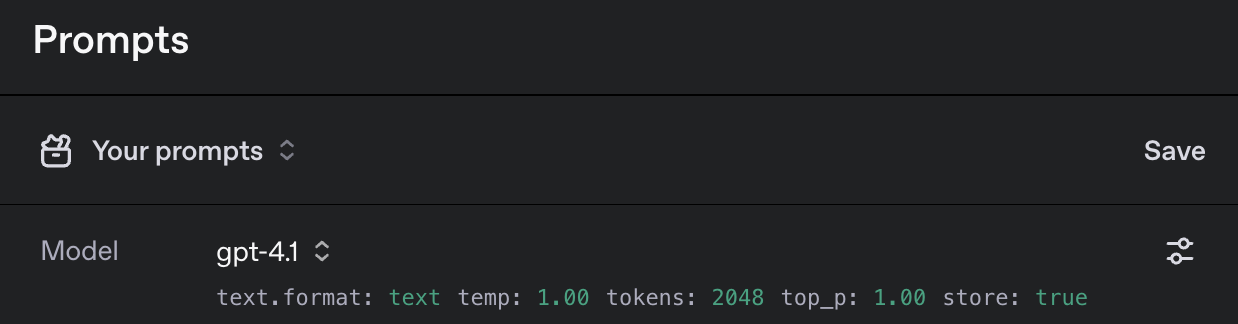 Prompts
Your prompts Save
Model gpt-4.1
text.format: text temp: 1.00 tokens: 2048 top_p: 1.00 store: true